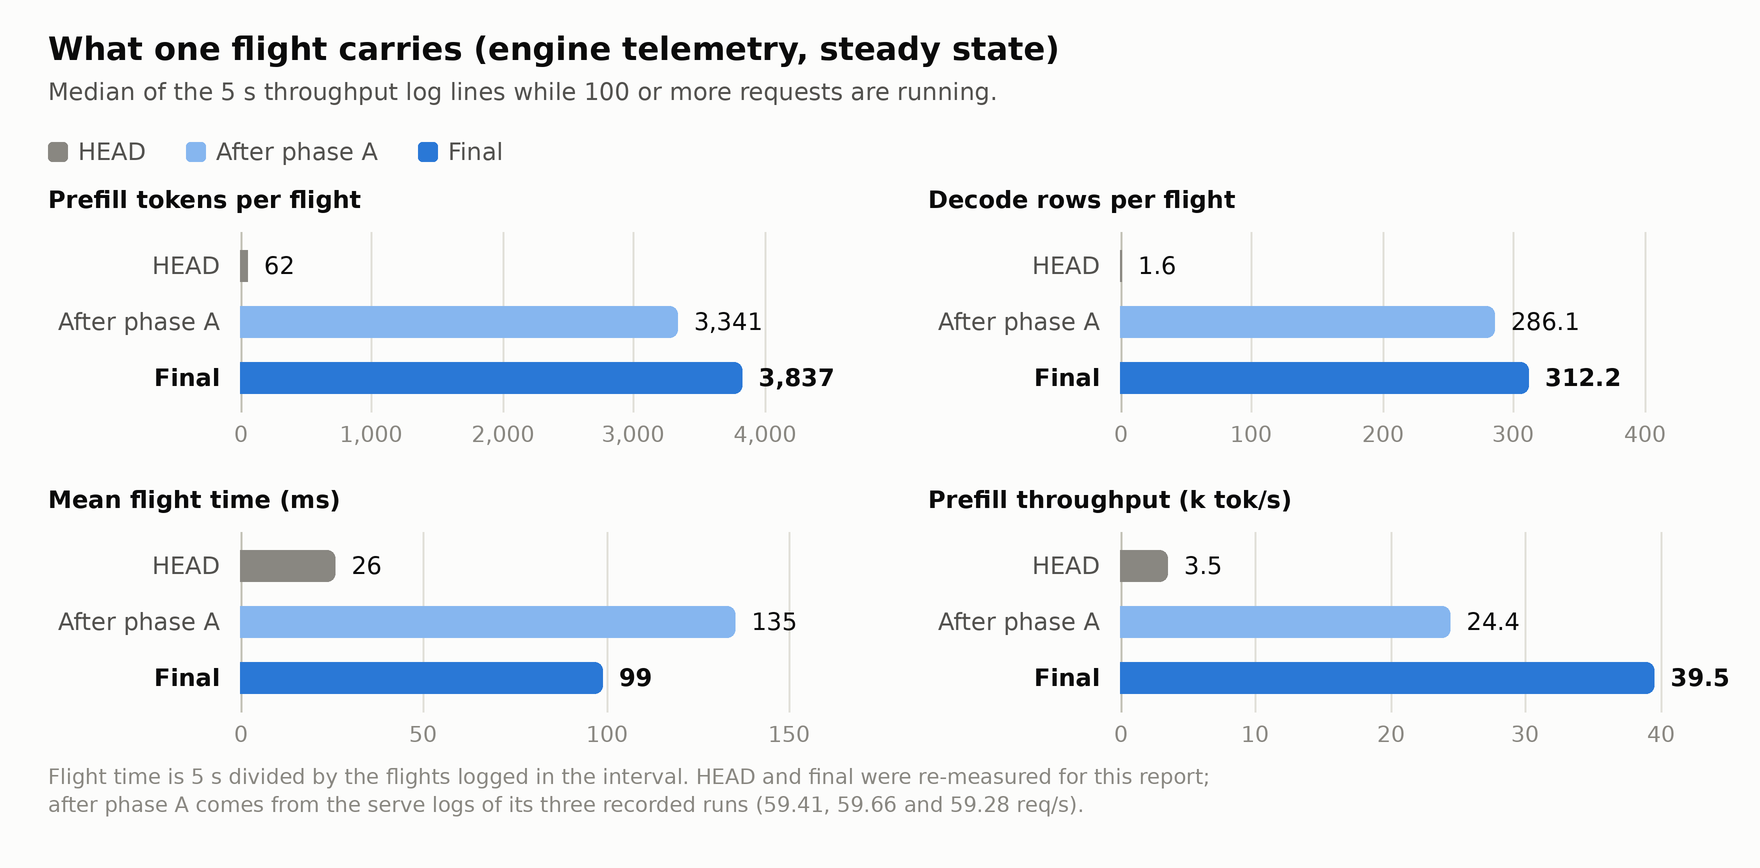 What one flight carries (engine telemetry, steady state)
Median of the 5 s throughput log lines while 100 or more requests are running.
HEAD After phase A Final
Prefill tokens per flight
HEAD 62
After phase A 3,341
Final 3,837
0 1,000 2,000 3,000 4,000
Decode rows per flight
HEAD 1.6
After phase A 286.1
Final 312.2
0 100 200 300 400
Mean flight time (ms)
HEAD 26
After phase A 135
Final 99
0 50 100 150
Prefill throughput (k tok/s)
HEAD 3.5
After phase A 24.4
Final 39.5
0 10 20 30 40
Flight time is 5 s divided by the flights logged in the interval. HEAD and final were re-measured for this report;
after phase A comes from the serve logs of its three recorded runs (59.41, 59.66 and 59.28 req/s).